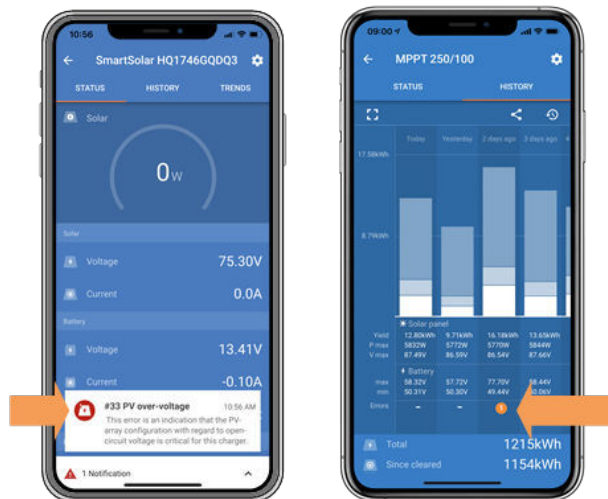 10:56
SmartSolar HQ1746GQDQ3
STATUS HISTORY TRENDS
Solar
0W
Solar
Voltage 75.30V
Current 0.0A
Battery
Voltage 13.41V
Current -0.10A
#33 PV over-voltage 10:56 AM
This error is an indication that the PV-
array configuration with regard to open-
circuit voltage is critical for this charger.
1 Notification
09:00
MPPT 250/100
STATUS HISTORY
Today Yesterday 2 days ago 3 days ago 4
17.58kWh
8.79kWh
Solar panel
Yield 12.80kWh 9.71kWh 16.18kWh 13.65kWh
P max 5832W 5772W 5770W 5844W
V max 87.49V 86.59V 86.54V 87.66V
Battery
max 58.32V 57.72V 77.70V 58.44V
min 50.31V 50.30V 49.44V 50.06V
Errors – – 1
Total 1215kWh
Since cleared 1154kWh